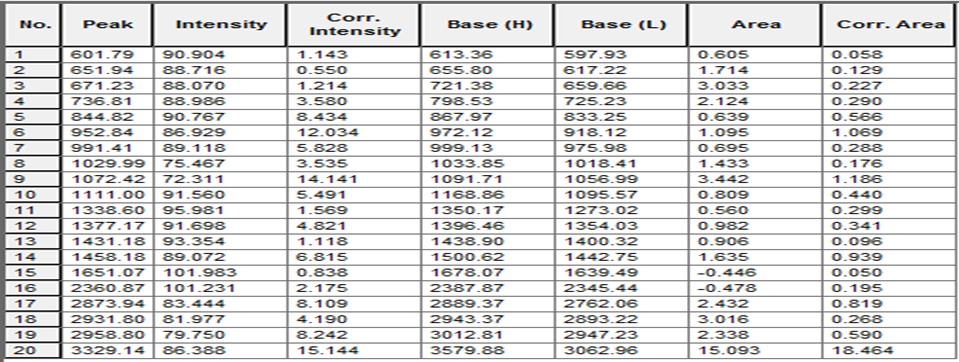 No. Peak Intensity Corr. Intensity Base (H) Base (L) Area Corr. Area
1 601.79 90.904 1.143 613.36 597.93 0.605 0.058
2 651.94 88.716 0.550 655.80 617.22 1.714 0.129
3 671.23 88.070 1.214 721.38 659.66 3.033 0.227
4 736.81 88.986 3.580 798.53 725.23 2.124 0.290
5 844.82 90.767 8.434 867.97 833.25 0.639 0.566
6 952.84 86.929 12.034 972.12 918.12 1.095 1.069
7 991.41 89.118 5.828 999.13 975.98 0.695 0.288
8 1029.99 75.467 3.535 1033.85 1018.41 1.433 0.176
9 1072.42 72.311 14.141 1091.71 1056.99 3.442 1.186
10 1111.00 91.560 5.491 1168.86 1095.57 0.809 0.440
11 1338.60 95.981 1.569 1350.17 1273.02 0.560 0.299
12 1377.17 91.698 4.821 1396.46 1354.03 0.982 0.341
13 1431.18 93.354 1.118 1438.90 1400.32 0.906 0.096
14 1458.18 89.072 6.815 1500.62 1442.75 1.635 0.939
15 1651.07 101.983 0.838 1678.07 1639.49 -0.446 0.050
16 2360.87 101.231 2.175 2387.87 2345.44 -0.478 0.195
17 2873.94 83.444 8.109 2889.37 2762.06 2.432 0.819
18 2931.80 81.977 4.190 2943.37 2893.22 3.016 0.268
19 2958.80 79.750 8.242 3012.81 2947.23 2.338 0.590
20 3329.14 86.388 15.144 3579.88 3062.96 15.093 18.464